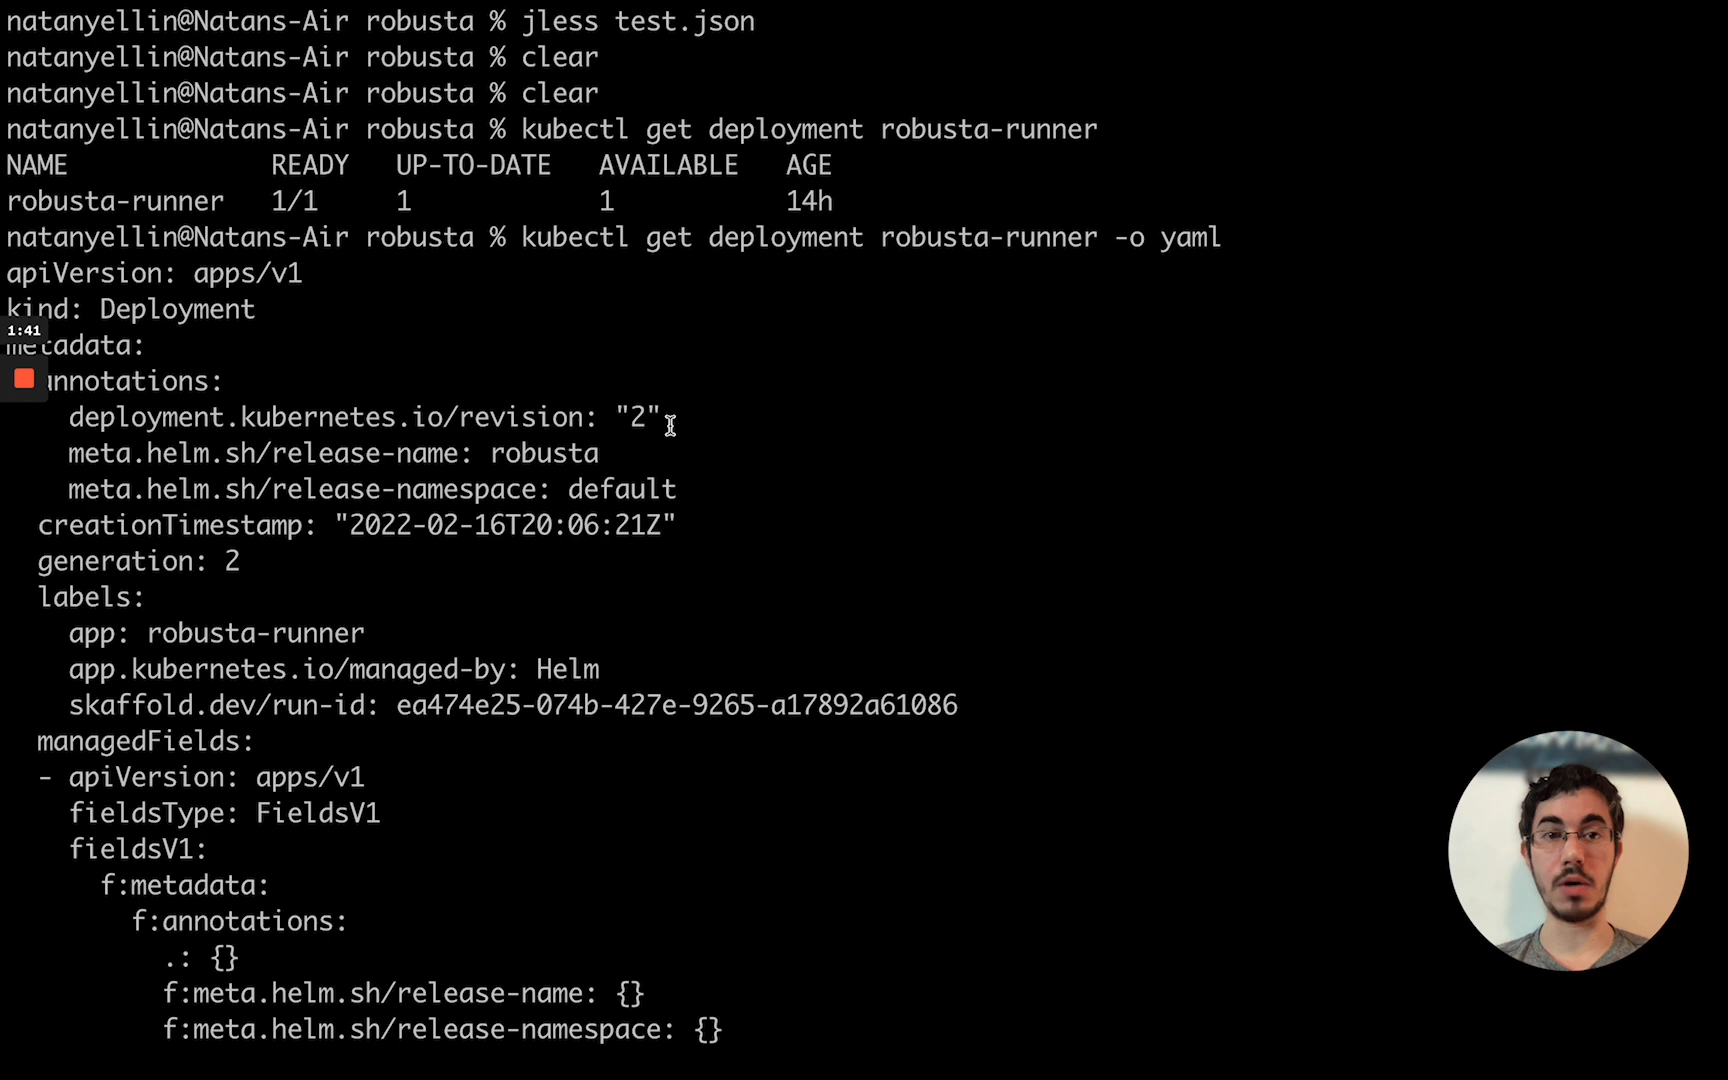 natanyellin@Natans-Air robusta % jless test.json
natanyellin@Natans-Air robusta % clear
natanyellin@Natans-Air robusta % clear
natanyellin@Natans-Air robusta % kubectl get deployment robusta-runner
NAME             READY   UP-TO-DATE   AVAILABLE   AGE
robusta-runner   1/1     1            1           14h
natanyellin@Natans-Air robusta % kubectl get deployment robusta-runner -o yaml
apiVersion: apps/v1
kind: Deployment
1:41
metadata:
  annotations:
    deployment.kubernetes.io/revision: "2"
    meta.helm.sh/release-name: robusta
    meta.helm.sh/release-namespace: default
  creationTimestamp: "2022-02-16T20:06:21Z"
  generation: 2
  labels:
    app: robusta-runner
    app.kubernetes.io/managed-by: Helm
    skaffold.dev/run-id: ea474e25-074b-427e-9265-a17892a61086
  managedFields:
  - apiVersion: apps/v1
    fieldsType: FieldsV1
    fieldsV1:
      f:metadata:
        f:annotations:
          .: {}
          f:meta.helm.sh/release-name: {}
          f:meta.helm.sh/release-namespace: {}